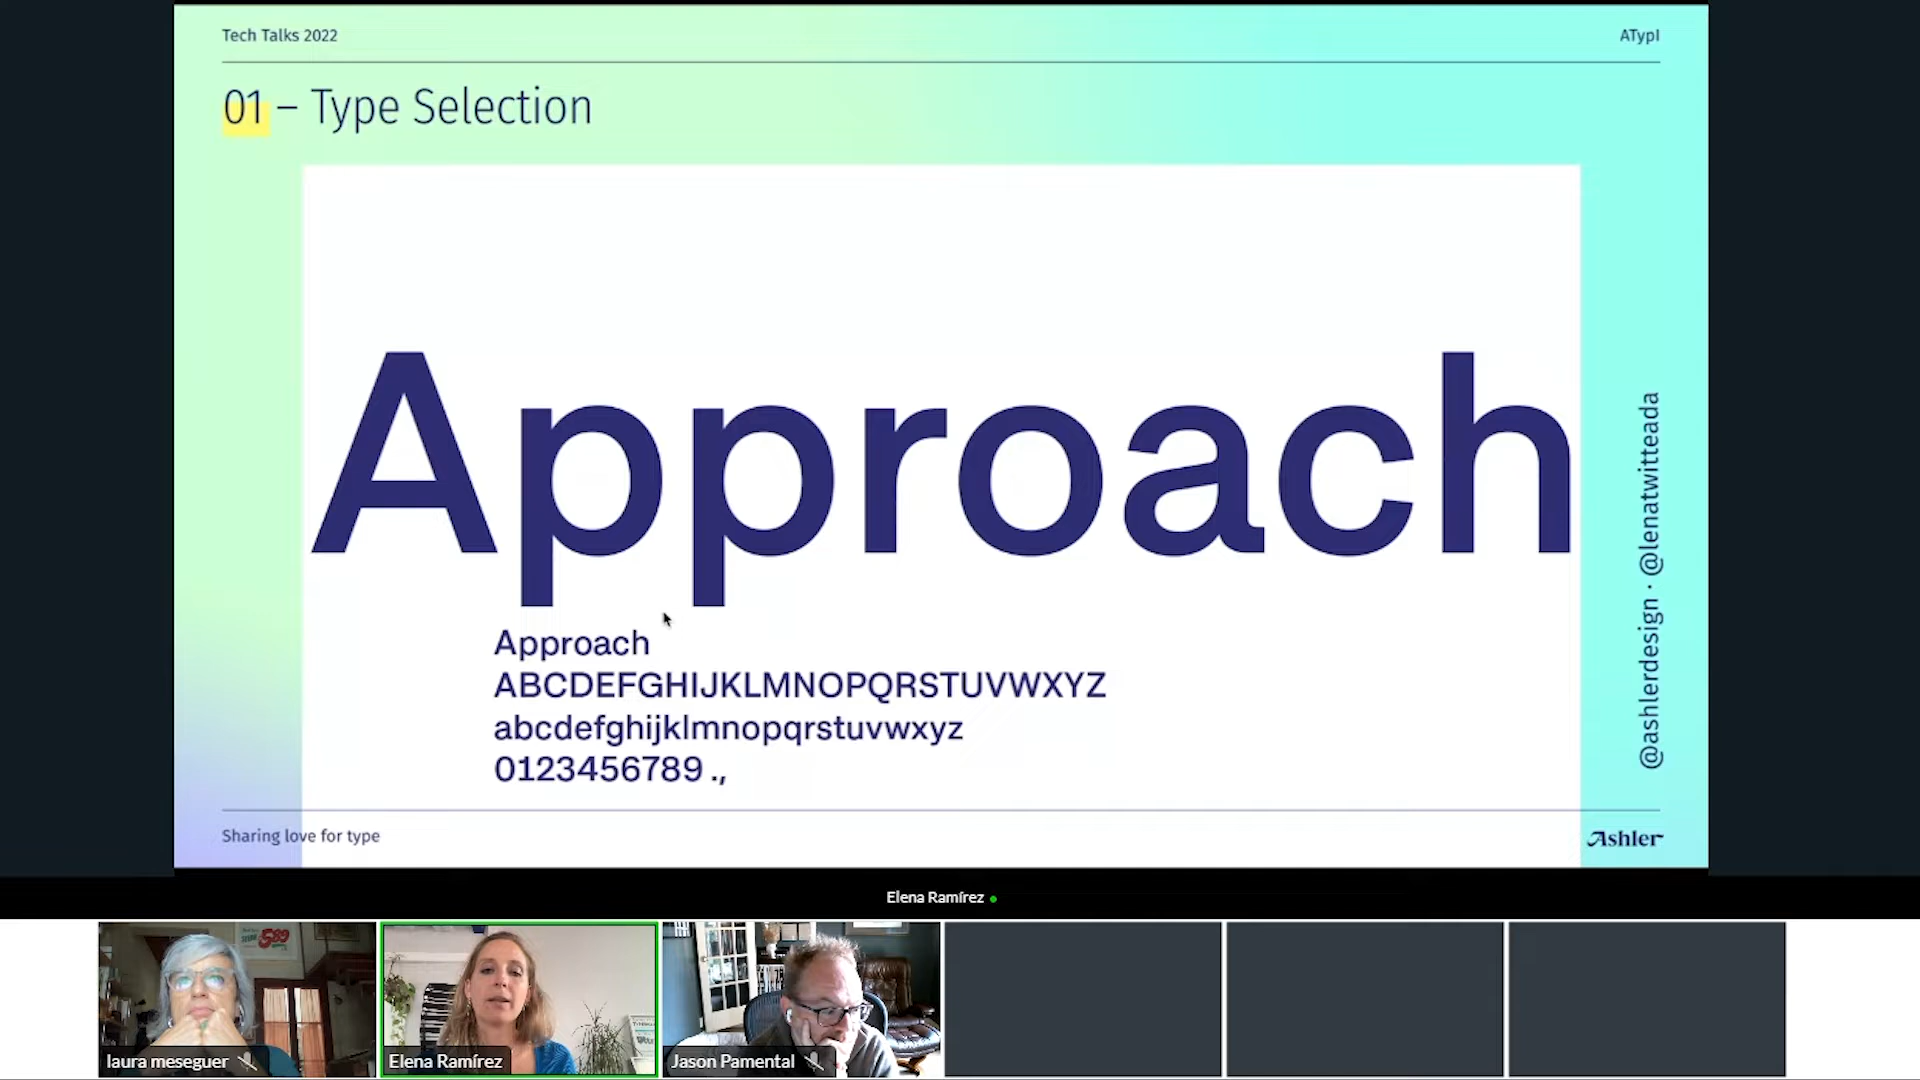 Tech Talks 2022
ATypI
01 – Type Selection
Approach
Approach
ABCDEFGHIJKLMNOPQRSTUVWXYZ
abcdefghijklmnopqrstuvwxyz
0123456789 .,
@ashlerdesign · @lenatwitteada
Sharing love for type
Ashler
Elena Ramírez
589
laura meseguer
Elena Ramírez
Jason Pamental